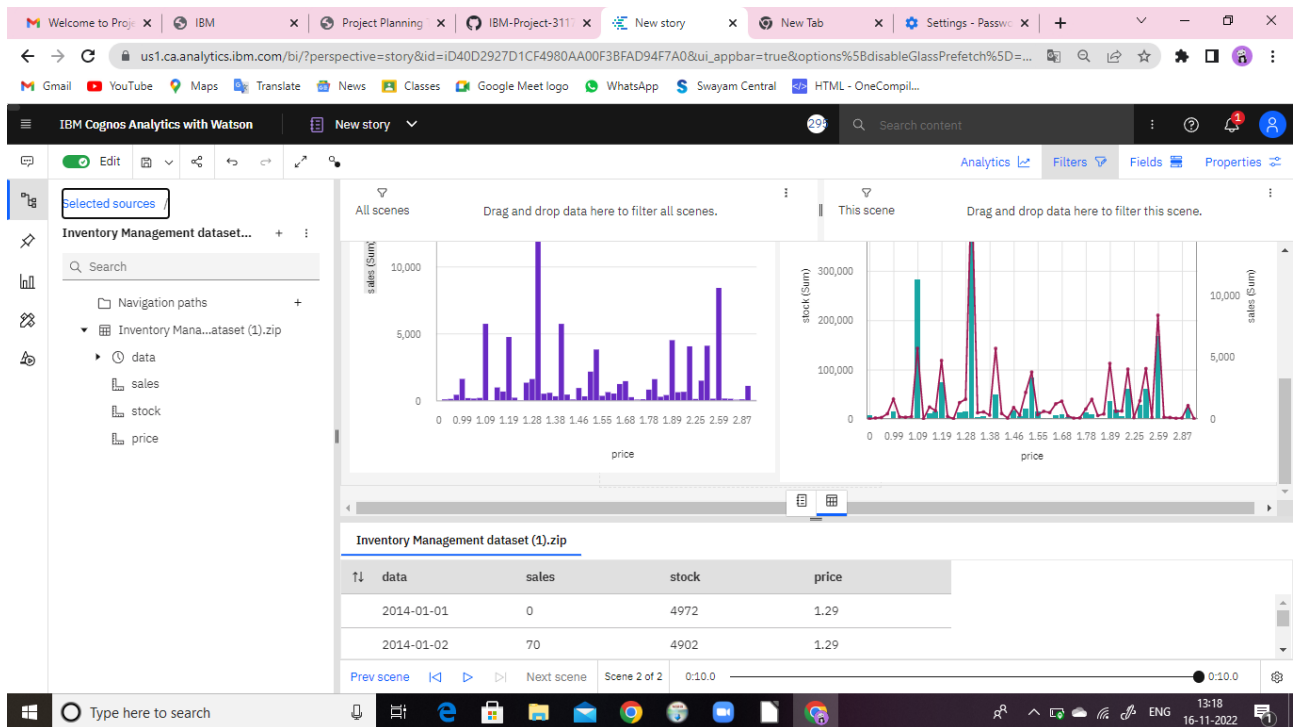 Welcome to Proje
IBM
Project Planning T
IBM-Project-3117
New story
New Tab
Settings - Passwo
us1.ca.analytics.ibm.com/bi/?perspective=story&id=iD40D2927D1CF4980AA00F3BFAD94F7A0&ui_appbar=true&options%5BdisableGlassPrefetch%5D=...
Gmail YouTube Maps Translate News Classes Google Meet logo WhatsApp Swayam Central HTML - OneCompil...
IBM Cognos Analytics with Watson
New story
295
Search content
1
Edit
Analytics
Filters
Fields
Properties
Selected sources /
Inventory Management dataset...
Search
Navigation paths
Inventory Mana...ataset (1).zip
data
sales
stock
price
All scenes
Drag and drop data here to filter all scenes.
This scene
Drag and drop data here to filter this scene.
sales (Sum)
10,000
5,000
0
0 0.99 1.09 1.19 1.28 1.38 1.46 1.55 1.68 1.78 1.89 2.25 2.59 2.87
price
stock (Sum)
300,000
200,000
100,000
0
10,000
5,000
0
sales (Sum)
0 0.99 1.09 1.19 1.28 1.38 1.46 1.55 1.68 1.78 1.89 2.25 2.59 2.87
price
Inventory Management dataset (1).zip
data sales stock price
2014-01-01 0 4972 1.29
2014-01-02 70 4902 1.29
Prev scene
Next scene
Scene 2 of 2
0:10.0
0:10.0
Type here to search
ENG
13:18
16-11-2022